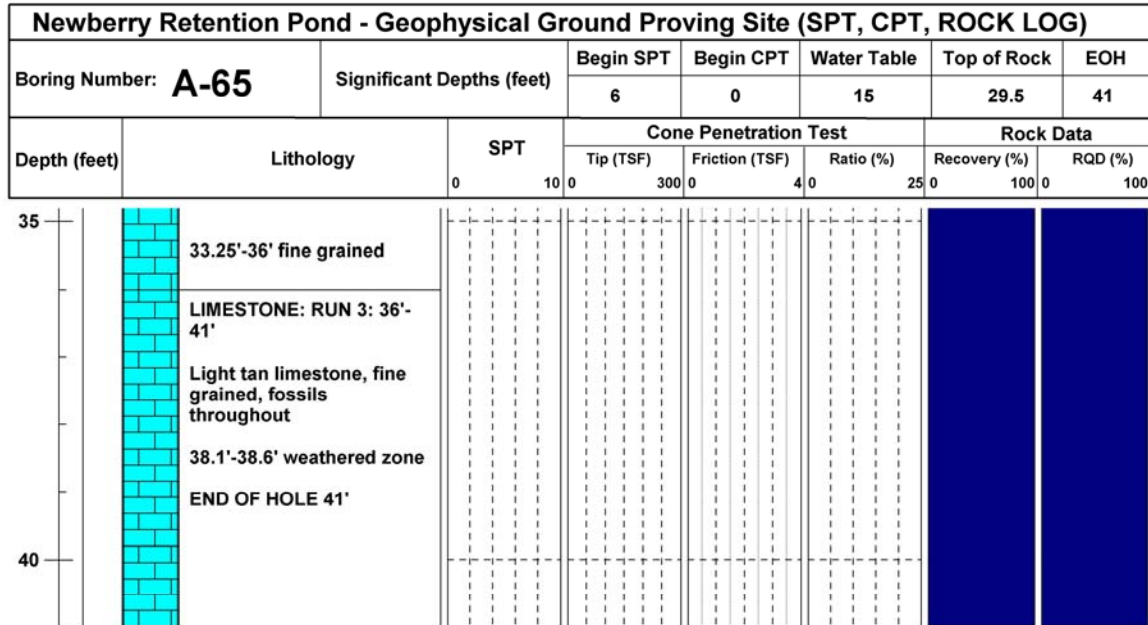 Newberry Retention Pond - Geophysical Ground Proving Site (SPT, CPT, ROCK LOG)
Boring Number: A-65
Significant Depths (feet)
Begin SPT Begin CPT Water Table Top of Rock EOH
6 0 15 29.5 41
Depth (feet) Lithology SPT Cone Penetration Test Rock Data
Tip (TSF) Friction (TSF) Ratio (%) Recovery (%) RQD (%)
0 10 0 300 0 4 0 25 0 100 0 100
35
33.25'-36' fine grained
LIMESTONE: RUN 3: 36'-
41'
Light tan limestone, fine
grained, fossils
throughout
38.1'-38.6' weathered zone
END OF HOLE 41'
40